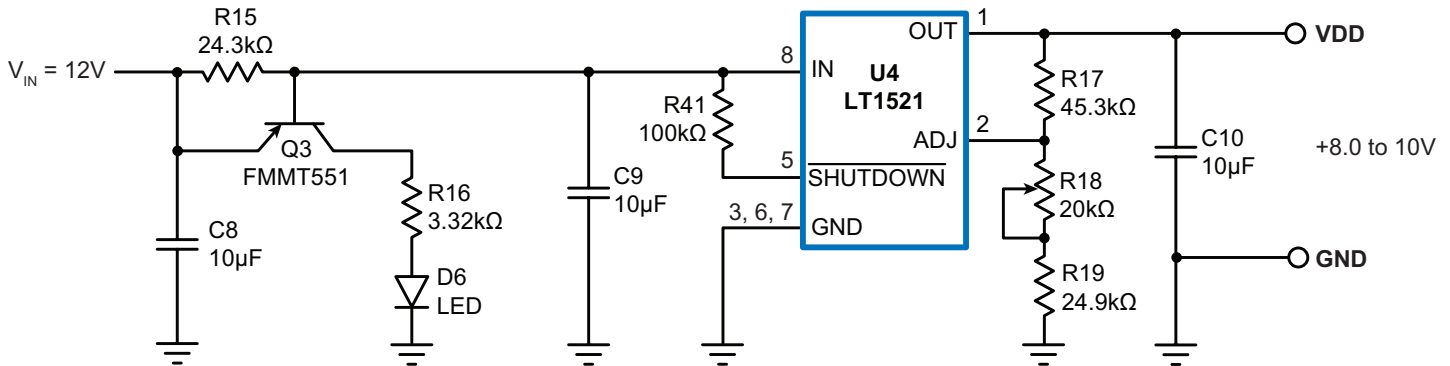 R15
24.3kΩ
VIN = 12V
Q3
FMMT551
C8
10µF
R16
3.32kΩ
D6
LED
C9
10µF
R41
100kΩ
8
5
3, 6, 7
IN
U4
LT1521
OUT
ADJ
SHUTDOWN
GND
1
2
R17
45.3kΩ
R18
20kΩ
R19
24.9kΩ
C10
10µF
VDD
+8.0 to 10V
GND